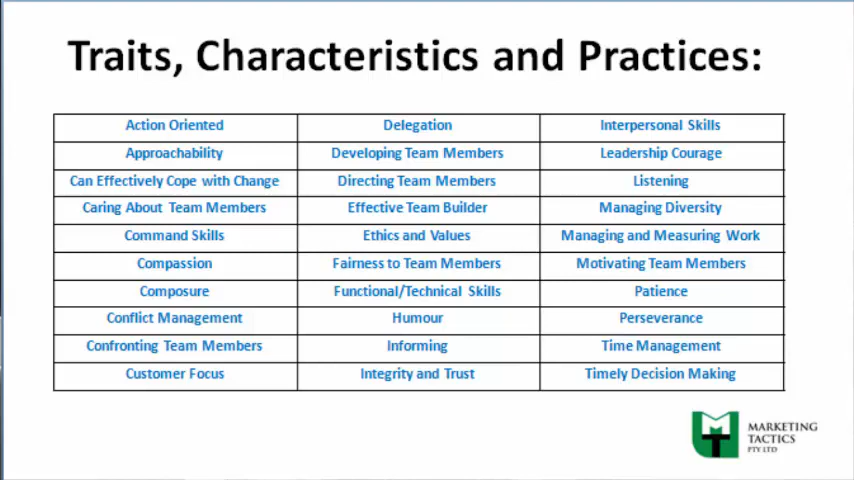 Traits, Characteristics and Practices:
Action Oriented Delegation Interpersonal Skills
Approachability Developing Team Members Leadership Courage
Can Effectively Cope with Change Directing Team Members Listening
Caring About Team Members Effective Team Builder Managing Diversity
Command Skills Ethics and Values Managing and Measuring Work
Compassion Fairness to Team Members Motivating Team Members
Composure Functional/Technical Skills Patience
Conflict Management Humour Perseverance
Confronting Team Members Informing Time Management
Customer Focus Integrity and Trust Timely Decision Making
MARKETING
TACTICS
PTY LTD